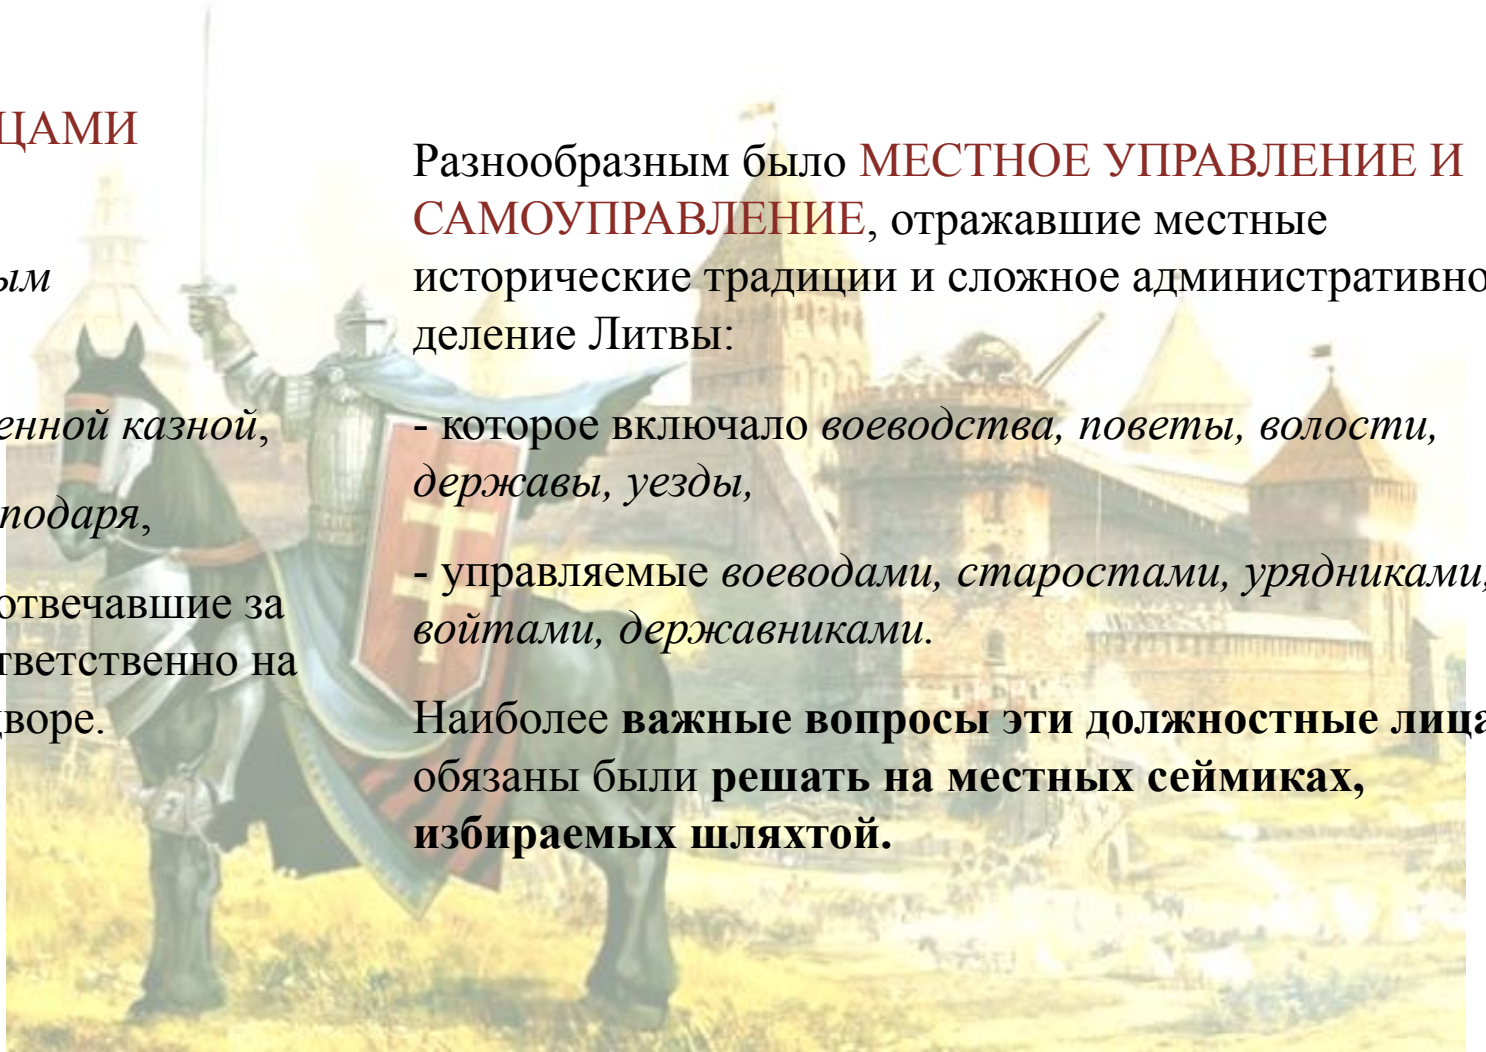 ЦАМИ
ым
енной казной,
подаря,
отвечавшие за
тветственно на
дворе.
Разнообразным было МЕСТНОЕ УПРАВЛЕНИЕ И
САМОУПРАВЛЕНИЕ, отражавшие местные
исторические традиции и сложное административно
деление Литвы:
- которое включало воеводства, поветы, волости,
державы, уезды,
- управляемые воеводами, старостами, урядниками,
войтами, державниками.
Наиболее важные вопросы эти должностные лица
обязаны были решать на местных сеймиках,
избираемых шляхтой.